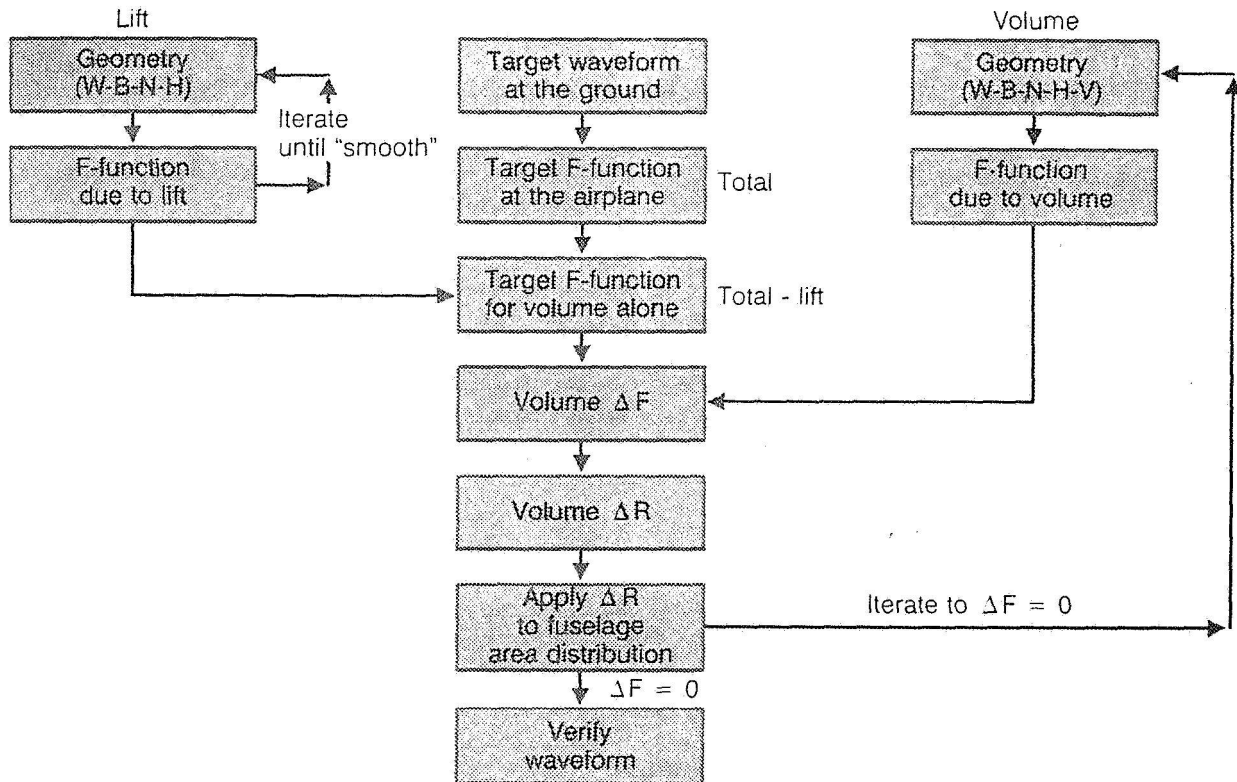 Lift
Geometry
(W-B-N-H)
Iterate
until "smooth"
F-function
due to lift
Target waveform
at the ground
Target F-function
at the airplane
Total
Target F-function
for volume alone
Total - lift
Volume
Geometry
(W-B-N-H-V)
F-function
due to volume
Volume ΔF
Volume ΔR
Apply ΔR
to fuselage
area distribution
Iterate to ΔF = 0
ΔF = 0
Verify
waveform